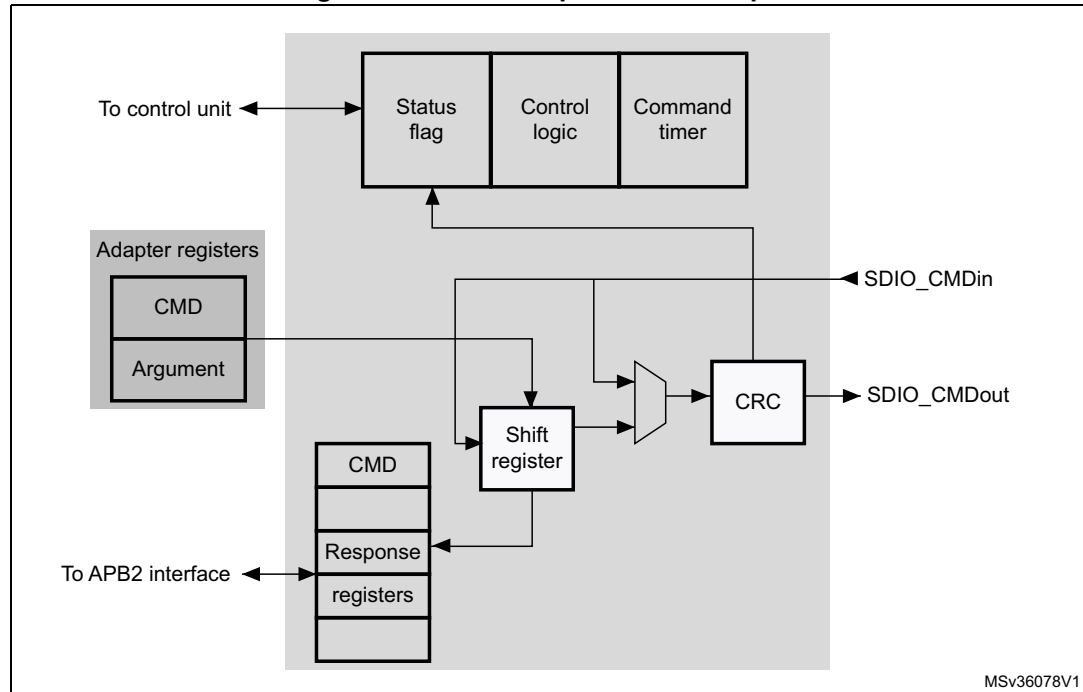 To control unit
Status
flag
Control
logic
Command
timer
Adapter registers
CMD
Argument
SDIO_CMDin
SDIO_CMDout
CRC
Shift
register
CMD
Response
registers
To APB2 interface
MSv36078V1